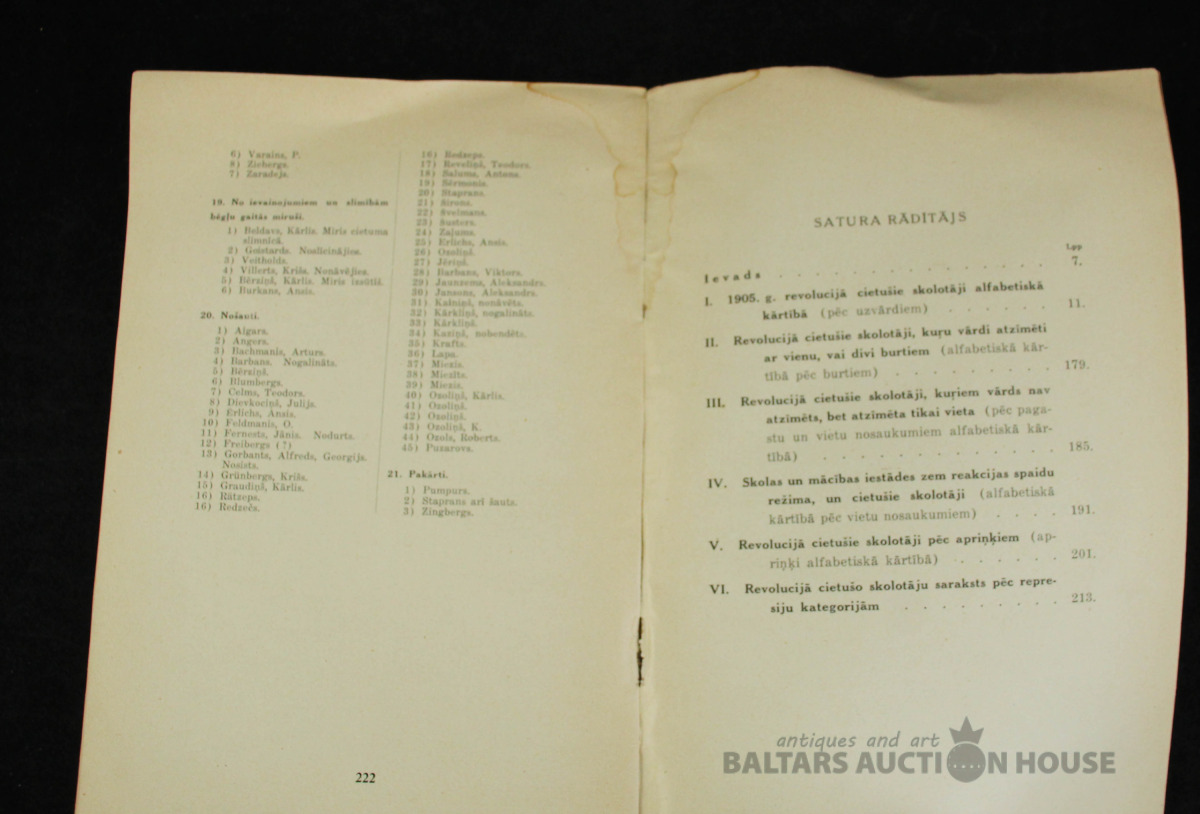 6) Varains, P.
8) Ziebergs.
7) Zaradejs.
19. No ievainojumiem un slimībām
bēgļu gaitās miruši.
1) Beldavs, Kārlis. Miris cietuma
slimnīcā.
2) Goistards. Noslīcinājies.
3) Veitholds.
4) Villerts, Krišs. Nonāvējies.
5) Bērziņš, Kārlis. Miris izsūtīšanā
6) Burkans, Ansis.
20. Nošauti.
1) Algars.
2) Angers.
3) Bachmanis, Arturs.
4) Barbans. Nogalināts.
5) Bērziņš.
6) Blumbergs.
7) Celms, Teodors.
8) Dievkociņš, Julijs.
9) Erlichs, Ansis.
10) Feldmanis, O.
11) Fernests, Jānis. Nodurts.
12) Freibergs (?)
13) Gorbants, Alfreds, Georgijs.
Nosists.
14) Grünbergs, Krišs.
15) Graudiņš, Kārlis.
16) Rātzeps.
16) Redzečs.
16) Redzeps.
17) Reveliņš, Teodors.
18) Salums, Antons.
19) Sērmonis.
20) Staprans.
21) Sirons.
22) Svelmans.
23) Susters.
24) Zaļums.
25) Erlichs, Ansis.
26) Ozoliņš.
27) Jēriņš.
28) Barbans, Viktors.
29) Jaunzems, Aleksandrs.
30) Jansons, Aleksandrs.
31) Kalniņš, nonāvēts.
32) Kārkliņš, nogalināts.
33) Kārkliņš.
34) Kaziņš, nobendēts.
35) Krafts.
36) Lapa.
37) Miezis.
38) Miezīts.
39) Miezis.
40) Ozoliņš, Kārlis.
41) Ozoliņš.
42) Ozoliņš.
43) Ozoliņš, K.
44) Ozols, Roberts.
45) Puzarovs.
21. Pakārti.
1) Pumpurs.
2) Staprans arī šauts.
3) Zingbergs.
222
SATURA RĀDĪTĀJS
Lpp
Ievads . . . . . . . . . . . . . . . 7.
I. 1905. g. revolucijā cietušie skolotāji alfabetiskā
kārtībā (pēc uzvārdiem) . . . . . . 11.
II. Revolucijā cietušie skolotāji, kuŗu vārdi atzīmēti
ar vienu, vai divi burtiem (alfabetiskā kār-
tībā pēc burtiem) . . . . . . . . . 179.
III. Revolucijā cietušie skolotāji, kuŗiem vārds nav
atzīmēts, bet atzīmēta tikai vieta (pēc paga-
stu un vietu nosaukumiem alfabetiskā kār-
tībā) . . . . . . . . . . . . . 185.
IV. Skolas un mācības iestādes zem reakcijas spaidu
režima, un cietušie skolotāji (alfabetiskā
kārtībā pēc vietu nosaukumiem) . . . . 191.
V. Revolucijā cietušie skolotāji pēc apriņķiem (ap-
riņķi alfabetiskā kārtībā) . . . . . . 201.
VI. Revolucijā cietušo skolotāju saraksts pēc repre-
siju kategorijām . . . . . . . . . 213.
antiques and art
BALTARS AUCTION HOUSE